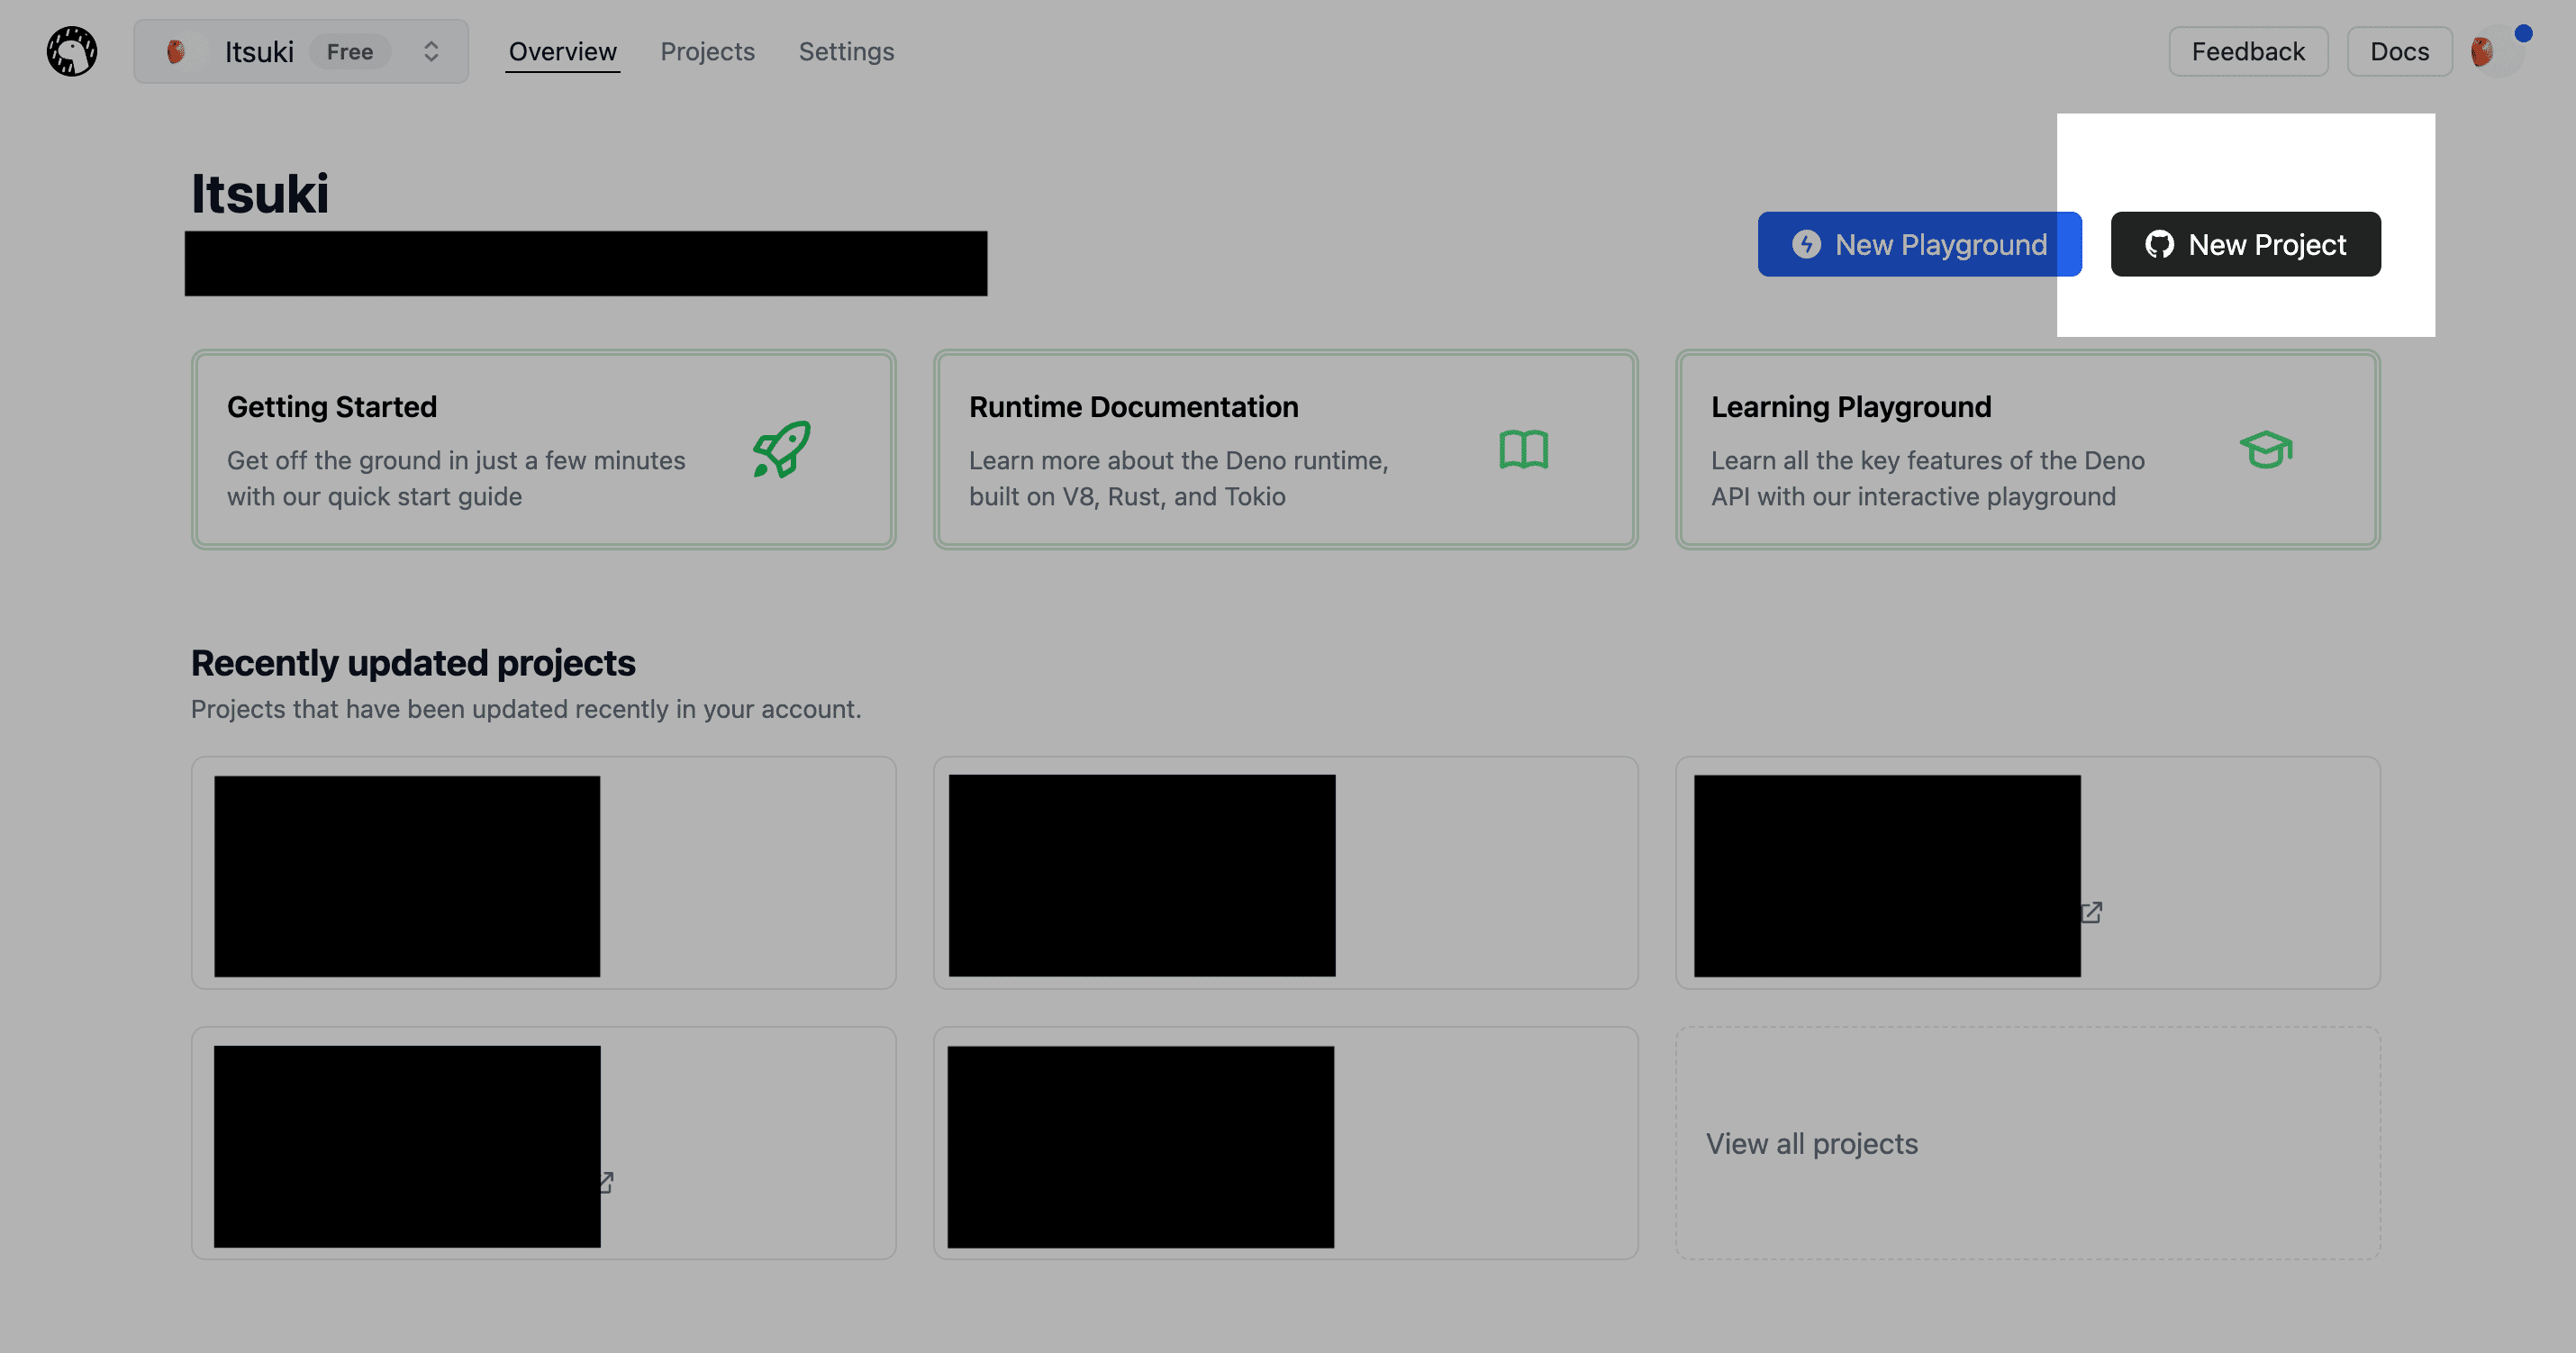 Itsuki Free
Overview Projects Settings
Feedback Docs
Itsuki
New Playground
New Project
Getting Started
Get off the ground in just a few minutes
with our quick start guide
Runtime Documentation
Learn more about the Deno runtime,
built on V8, Rust, and Tokio
Learning Playground
Learn all the key features of the Deno
API with our interactive playground
Recently updated projects
Projects that have been updated recently in your account.
View all projects